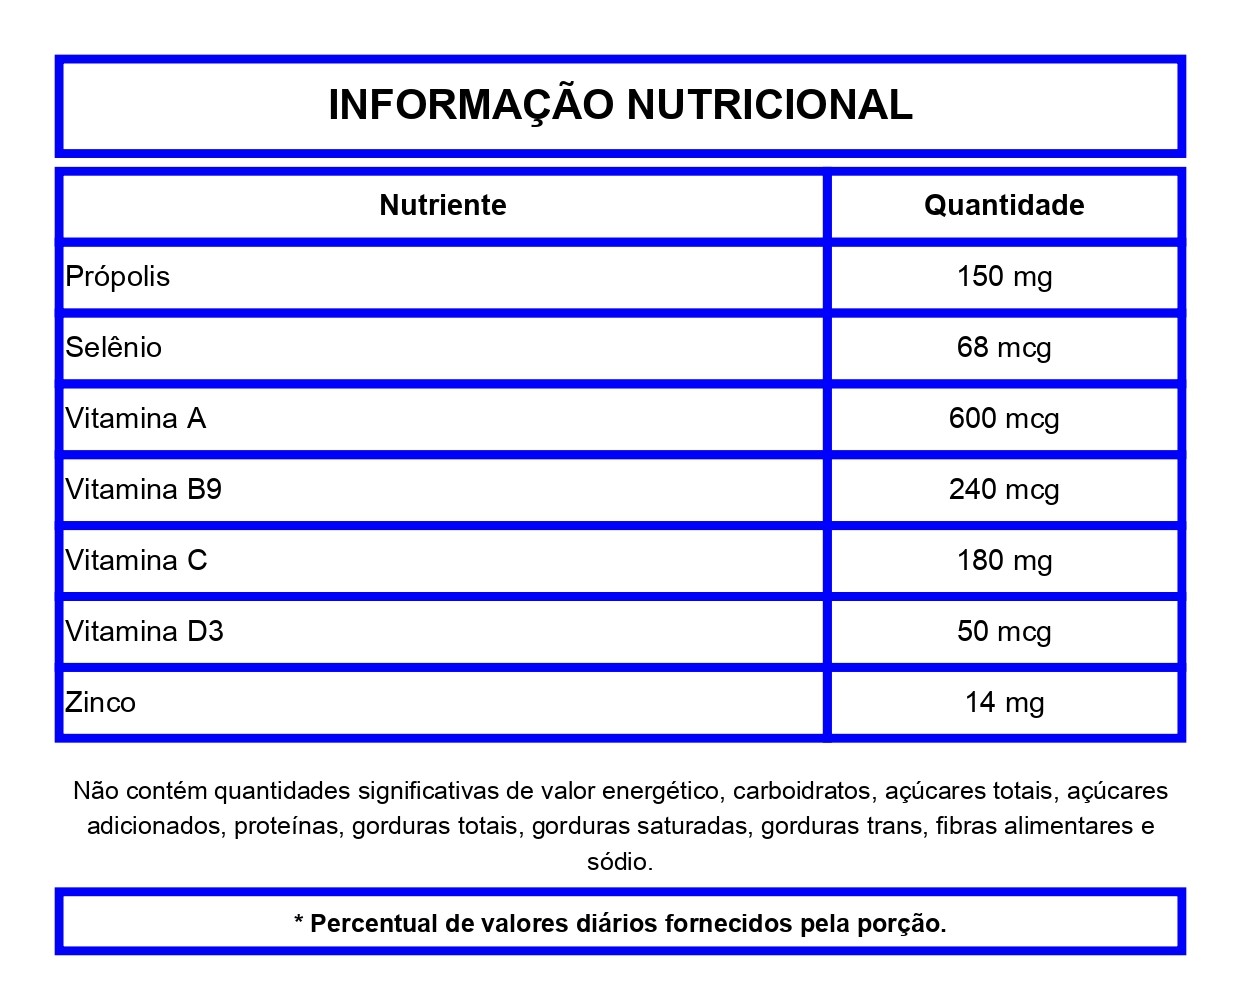 INFORMAÇÃO NUTRICIONAL
Nutriente Quantidade
Própolis 150 mg
Selênio 68 mcg
Vitamina A 600 mcg
Vitamina B9 240 mcg
Vitamina C 180 mg
Vitamina D3 50 mcg
Zinco 14 mg
Não contém quantidades significativas de valor energético, carboidratos, açúcares totais, açúcares
adicionados, proteínas, gorduras totais, gorduras saturadas, gorduras trans, fibras alimentares e
sódio.
* Percentual de valores diários fornecidos pela porção.